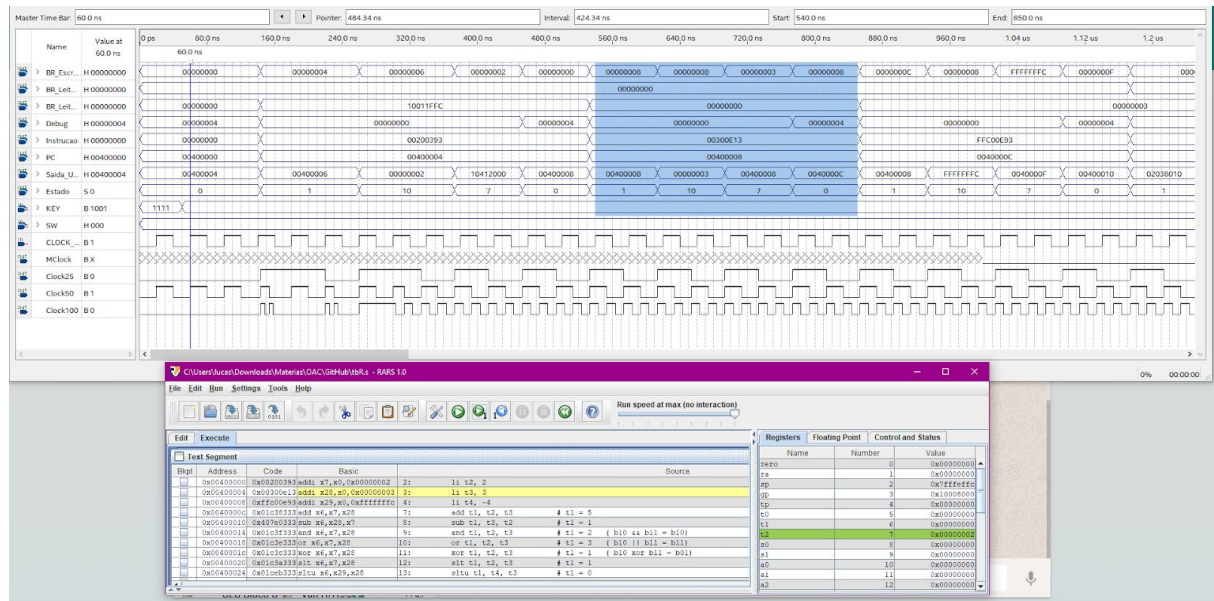 Master Time Bar: 60.0 ns Pointer: 484.34 ns Interval: 424.34 ns Start: 540.0 ns End: 850.0 ns
Name Value at 60.0 ns 0 ps 80.0 ns 160.0 ns 240.0 ns 320.0 ns 400.0 ns 480.0 ns 560.0 ns 640.0 ns 720.0 ns 800.0 ns 880.0 ns 960.0 ns 1.04 us 1.12 us 1.2 us
60.0 ns
BR_Escr... H 00000000 00000000 00000004 00000006 00000002 00000000 00000008 0000000B 00000003 00000008 0000000C 00000008 FFFFFFFC 0000000F 000
BR_Leit... H 00000000 00000000
BR_Leit... H 00000000 00000000 10011FFC 00000000 00000003
Debug H 00000004 00000004 00000000 00000004 00000000 00000004 00000000 00000004
Instrucao H 00000000 00000000 00200393 00300E13 FFC00E93
PC H 00400000 00400000 00400004 00400008 0040000C
Saida_U... H 00400004 00400004 00400006 00000002 10412000 00400008 0040000B 00000003 00400008 0040000C 00400008 FFFFFFFC 0040000F 00400010 02038010
Estado S 0 0 1 10 7 0 1 10 7 0 1 10 7 0 1
KEY B 1001 1111
SW H 000
CLOCK_... B 1
MClock B X
Clock25 B 0
Clock50 B 1
Clock100 B 0
0% 00:00:00
C:\Users\lucas\Downloads\Materias\OAC\GitHub\tbR.s - RARS 1.0
File Edit Run Settings Tools Help
Run speed at max (no interaction)
Edit Execute
Text Segment
Bkpt Address Code Basic Source
0x00400000 0x00200393 addi x7,x0,0x00000002 2: li t2, 2
0x00400004 0x00300e13 addi x28,x0,0x00000003 3: li t3, 3
0x00400008 0xffc00e93 addi x29,x0,0xfffffffc 4: li t4, -4
0x0040000c 0x01c38333 add x6,x7,x28 7: add t1, t2, t3 # t1 = 5
0x00400010 0x407e0333 sub x6,x28,x7 8: sub t1, t3, t2 # t1 = 1
0x00400014 0x01c3f333 and x6,x7,x28 9: and t1, t2, t3 # t1 = 2 ( b10 && b11 = b10)
0x00400018 0x01c3e333 or x6,x7,x28 10: or t1, t2, t3 # t1 = 3 ( b10 || b11 = b11)
0x0040001c 0x01c3c333 xor x6,x7,x28 11: xor t1, t2, t3 # t1 = 1 ( b10 xor b11 = b01)
0x00400020 0x01c3a333 slt x6,x7,x28 12: slt t1, t2, t3 # t1 = 1
0x00400024 0x01ceb333 sltu x6,x29,x28 13: sltu t1, t4, t3 # t1 = 0
Registers Floating Point Control and Status
Name Number Value
zero 0 0x00000000
ra 1 0x00000000
sp 2 0x7fffeffc
gp 3 0x10008000
tp 4 0x00000000
t0 5 0x00000000
t1 6 0x00000000
t2 7 0x00000002
s0 8 0x00000000
s1 9 0x00000000
a0 10 0x00000000
a1 11 0x00000000
a2 12 0x00000000